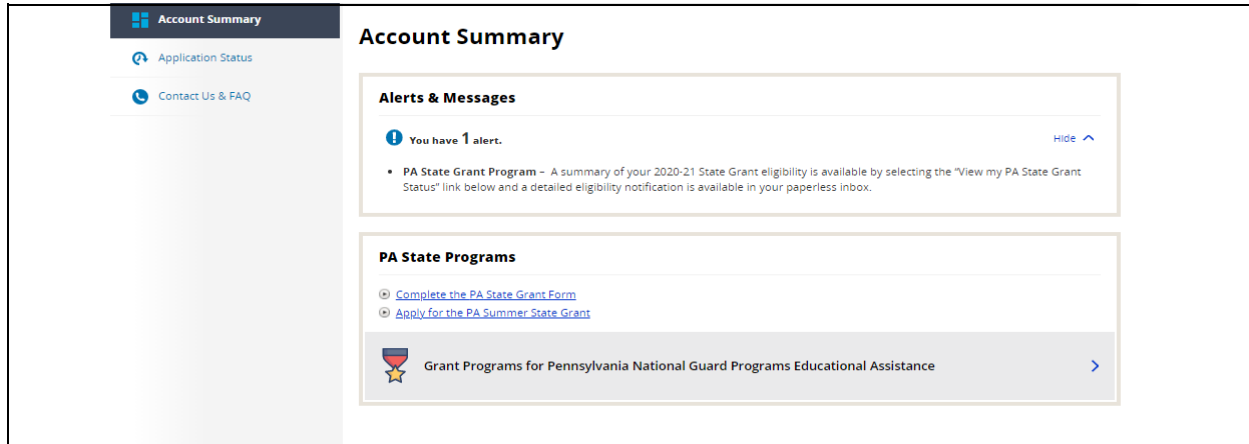 Account Summary
Application Status
Contact Us & FAQ
Account Summary
Alerts & Messages
You have 1 alert.
Hide
PA State Grant Program – A summary of your 2020-21 State Grant eligibility is available by selecting the "View my PA State Grant
Status" link below and a detailed eligibility notification is available in your paperless inbox.
PA State Programs
Complete the PA State Grant Form
Apply for the PA Summer State Grant
Grant Programs for Pennsylvania National Guard Programs Educational Assistance